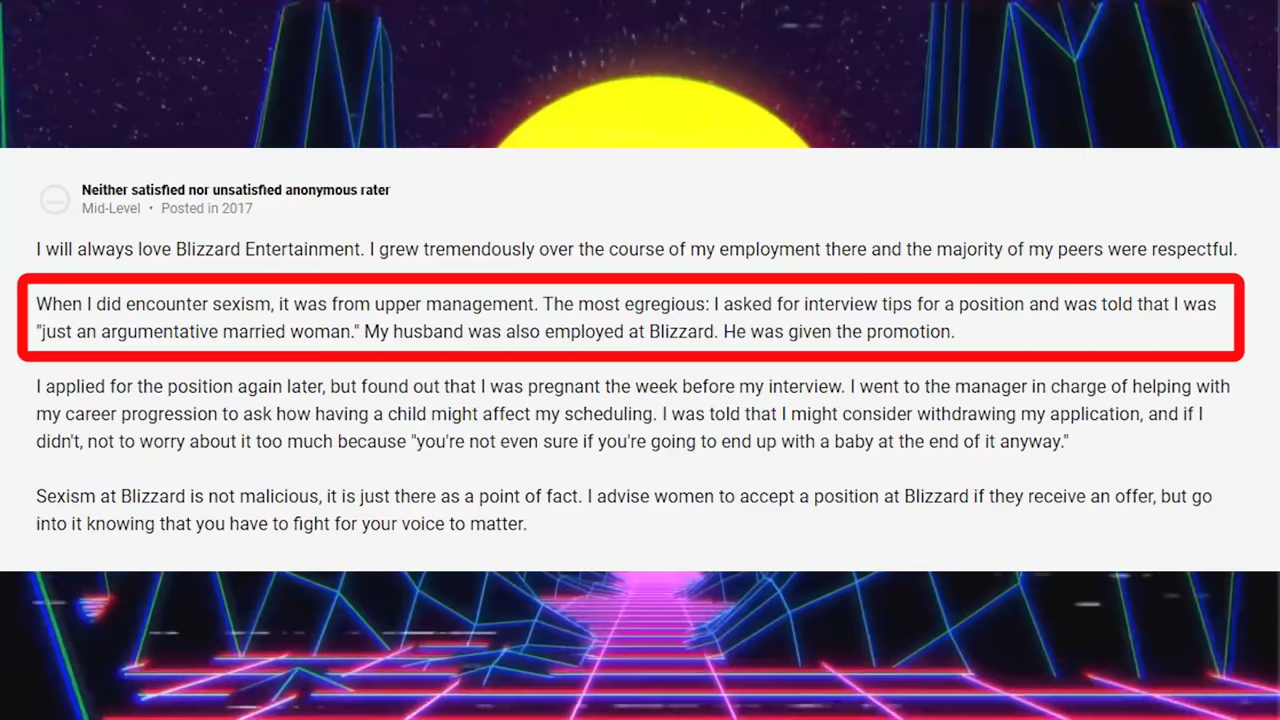 Neither satisfied nor unsatisfied anonymous rater
Mid-Level • Posted in 2017
I will always love Blizzard Entertainment. I grew tremendously over the course of my employment there and the majority of my peers were respectful.
When I did encounter sexism, it was from upper management. The most egregious: I asked for interview tips for a position and was told that I was
"just an argumentative married woman." My husband was also employed at Blizzard. He was given the promotion.
I applied for the position again later, but found out that I was pregnant the week before my interview. I went to the manager in charge of helping with
my career progression to ask how having a child might affect my scheduling. I was told that I might consider withdrawing my application, and if I
didn't, not to worry about it too much because "you're not even sure if you're going to end up with a baby at the end of it anyway."
Sexism at Blizzard is not malicious, it is just there as a point of fact. I advise women to accept a position at Blizzard if they receive an offer, but go
into it knowing that you have to fight for your voice to matter.